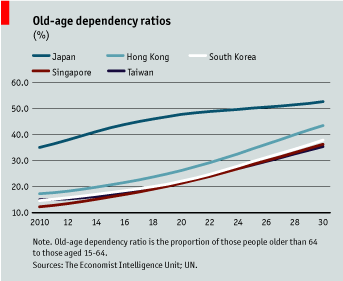 Old-age dependency ratios
(%)
Japan Hong Kong South Korea
Singapore Taiwan
60.0
50.0
40.0
30.0
20.0
10.0
2010 12 14 16 18 20 22 24 26 28 30
Note. Old-age dependency ratio is the proportion of those people older than 64
to those aged 15-64.
Sources: The Economist Intelligence Unit; UN.